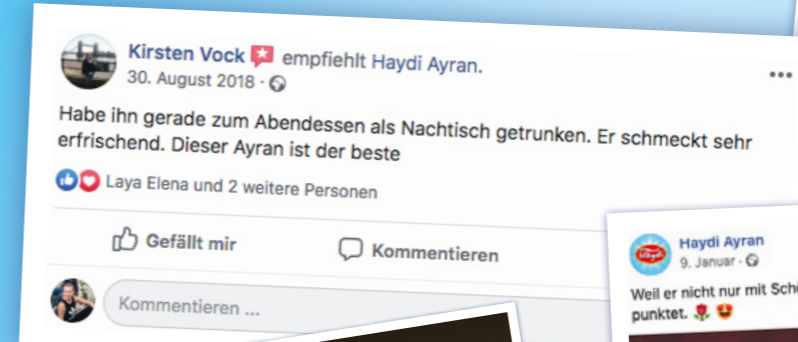 Kirsten Vock empfiehlt Haydi Ayran.
30. August 2018 ·
Habe ihn gerade zum Abendessen als Nachtisch getrunken. Er schmeckt sehr
erfrischend. Dieser Ayran ist der beste
Laya Elena und 2 weitere Personen
Gefällt mir
Kommentieren
Kommentieren ...
Haydi Ayran
9. Januar ·
Weil er nicht nur mit
punktet.